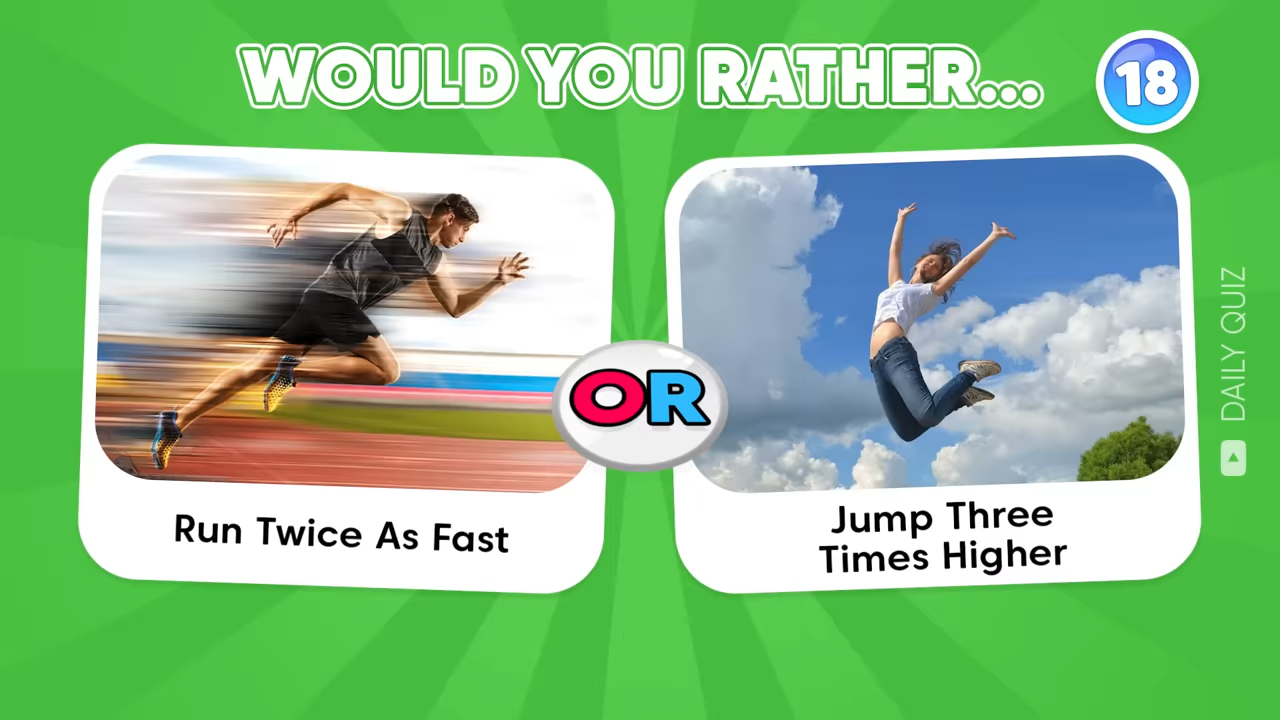 WOULD YOU RATHER...
18
OR
Run Twice As Fast
Jump Three
Times Higher
DAILY QUIZ